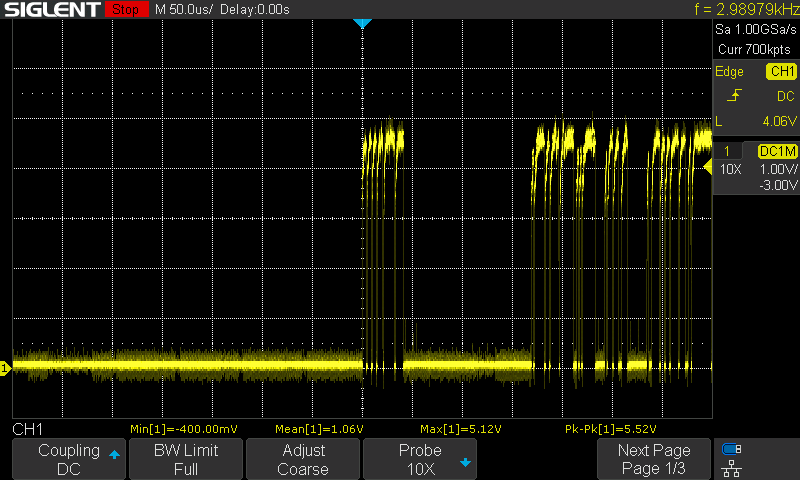 SIGLENT Stop M 50.0us/ Delay:0.00s f = 2.98979kHz
Sa 1.00GSa/s
Curr 700kpts
Edge CH1
DC
L 4.06V
1 DC1M
10X 1.00V/
-3.00V
1
CH1 Min[1]=-400.00mV Mean[1]=1.06V Max[1]=5.12V Pk-Pk[1]=5.52V
Coupling BW Limit Adjust Probe Next Page
DC Full Coarse 10X Page 1/3